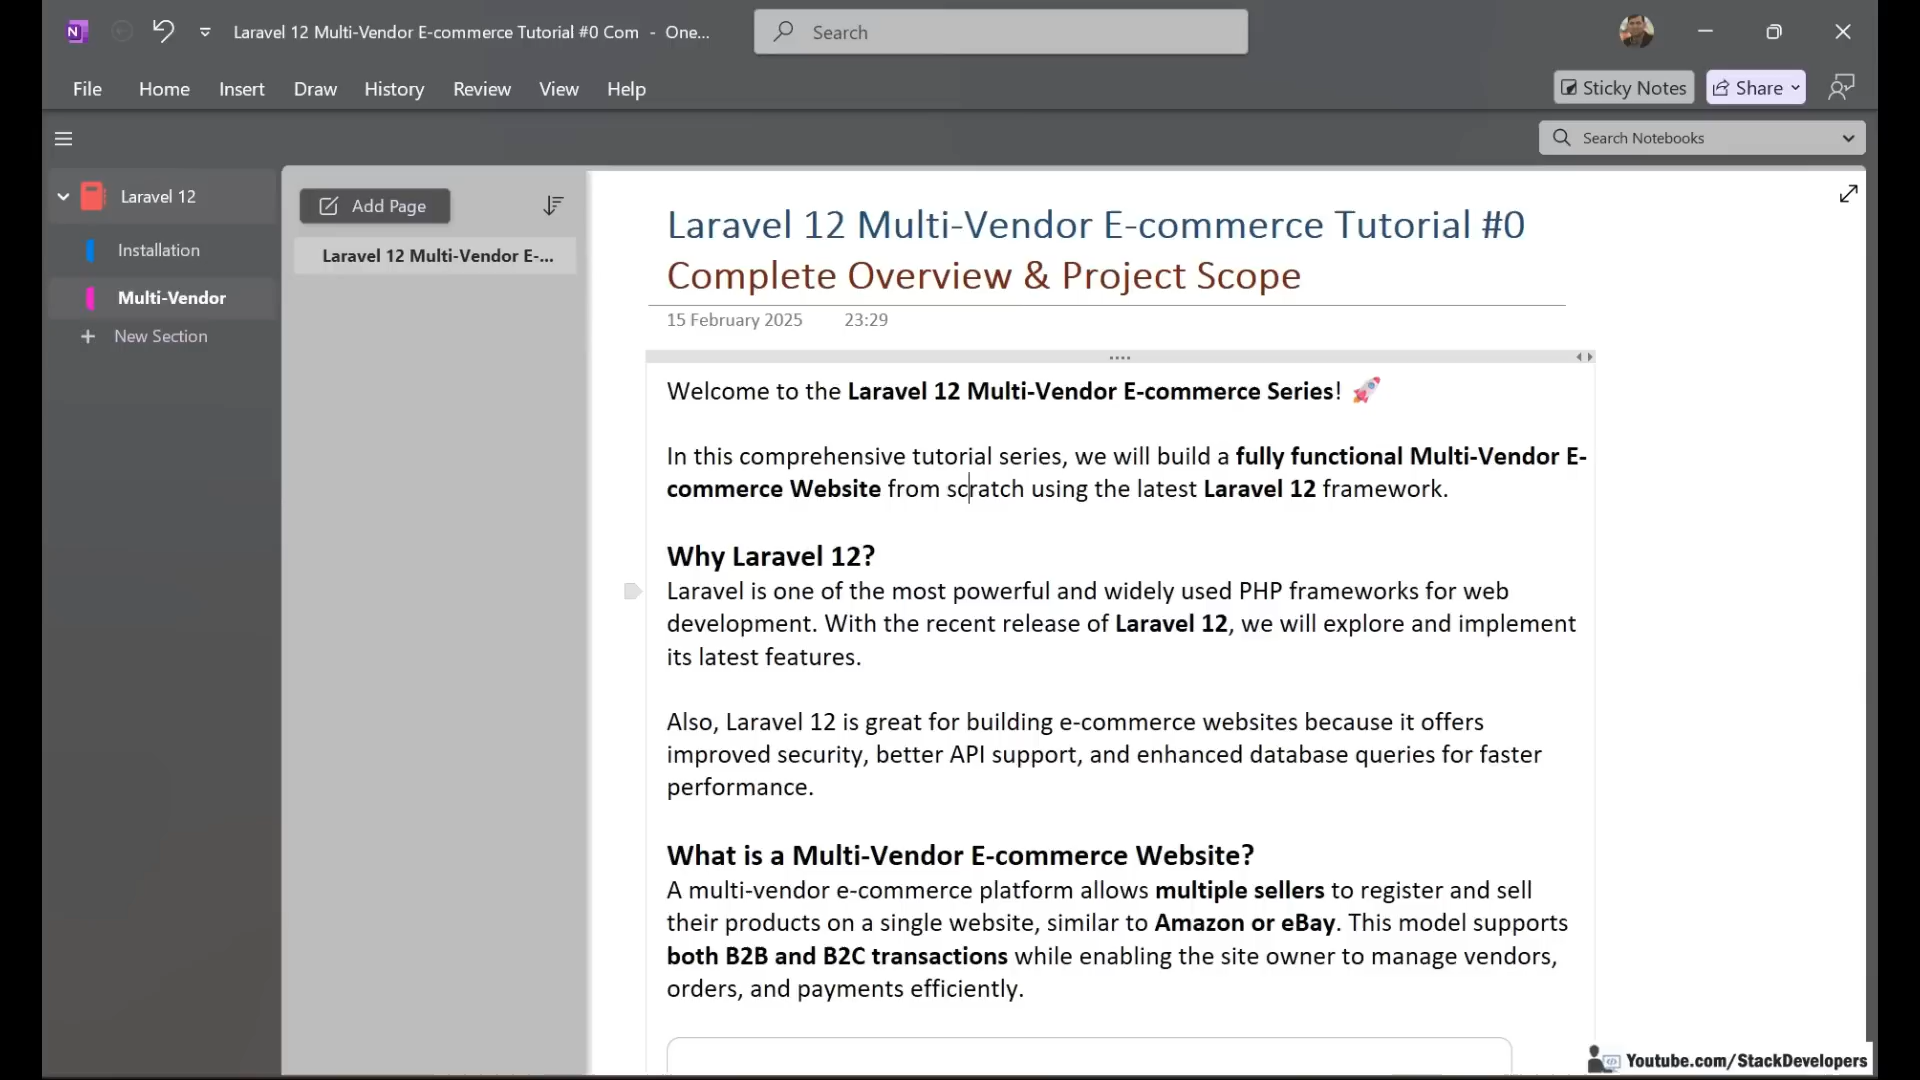 Laravel 12 Multi-Vendor E-commerce Tutorial #0 Com - One...
Search
File Home Insert Draw History Review View Help
Sticky Notes
Share
Search Notebooks
Laravel 12
Installation
Multi-Vendor
New Section
Add Page
Laravel 12 Multi-Vendor E-...
Laravel 12 Multi-Vendor E-commerce Tutorial #0
Complete Overview & Project Scope
15 February 2025 23:29
Welcome to the Laravel 12 Multi-Vendor E-commerce Series! 🚀
In this comprehensive tutorial series, we will build a fully functional Multi-Vendor E-
commerce Website from scratch using the latest Laravel 12 framework.
Why Laravel 12?
Laravel is one of the most powerful and widely used PHP frameworks for web
development. With the recent release of Laravel 12, we will explore and implement
its latest features.
Also, Laravel 12 is great for building e-commerce websites because it offers
improved security, better API support, and enhanced database queries for faster
performance.
What is a Multi-Vendor E-commerce Website?
A multi-vendor e-commerce platform allows multiple sellers to register and sell
their products on a single website, similar to Amazon or eBay. This model supports
both B2B and B2C transactions while enabling the site owner to manage vendors,
orders, and payments efficiently.
Youtube.com/StackDevelopers